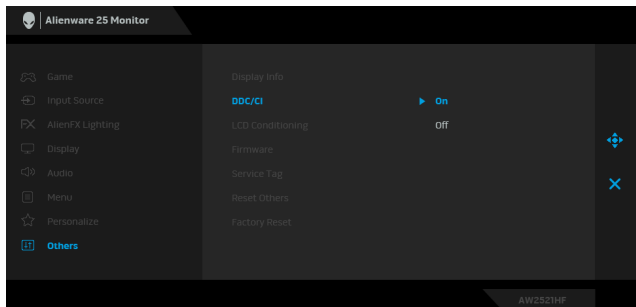 Alienware 25 Monitor
Game
Input Source
AlienFX Lighting
Display
Audio
Menu
Personalize
Others
Display Info
DDC/CI On
Off
LCD Conditioning
Firmware
Service Tag
Reset Others
Factory Reset
AW2521HF